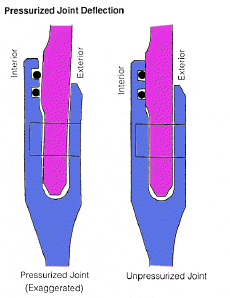 Pressurized Joint Deflection
Interior
Exterior
Interior
Exterior
Pressurized Joint
(Exaggerated)
Unpressurized Joint